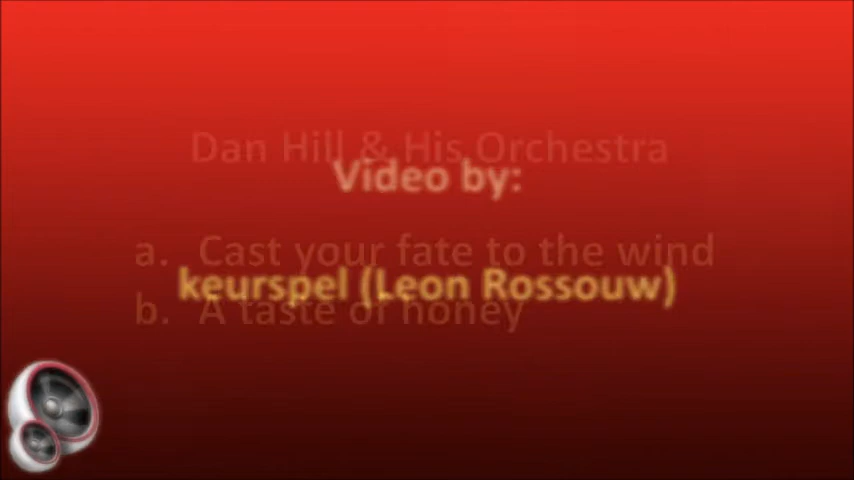 Dan Hill & His Orchestra
Video by:
a. Cast your fate to the wind
keurspel (Leon Rossouw)
b. A taste of honey